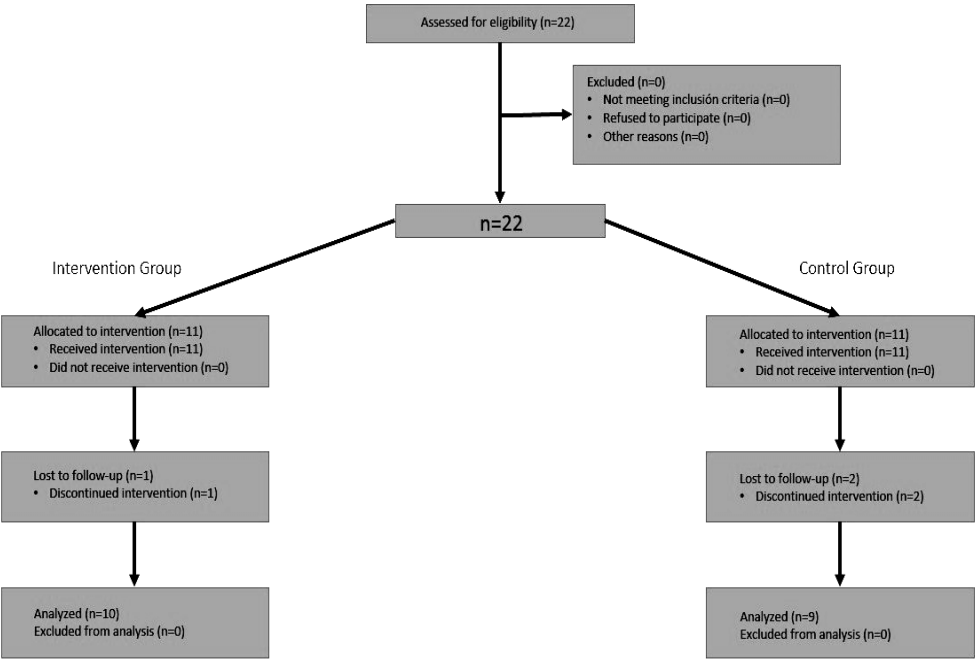 Assessed for eligibility (n=22)
Excluded (n=0)
• Not meeting inclusión criteria (n=0)
• Refused to participate (n=0)
• Other reasons (n=0)
n=22
Intervention Group
Control Group
Allocated to intervention (n=11)
• Received intervention (n=11)
• Did not receive intervention (n=0)
Allocated to intervention (n=11)
• Received intervention (n=11)
• Did not receive intervention (n=0)
Lost to follow-up (n=1)
• Discontinued intervention (n=1)
Lost to follow-up (n=2)
• Discontinued intervention (n=2)
Analyzed (n=10)
Excluded from analysis (n=0)
Analyzed (n=9)
Excluded from analysis (n=0)